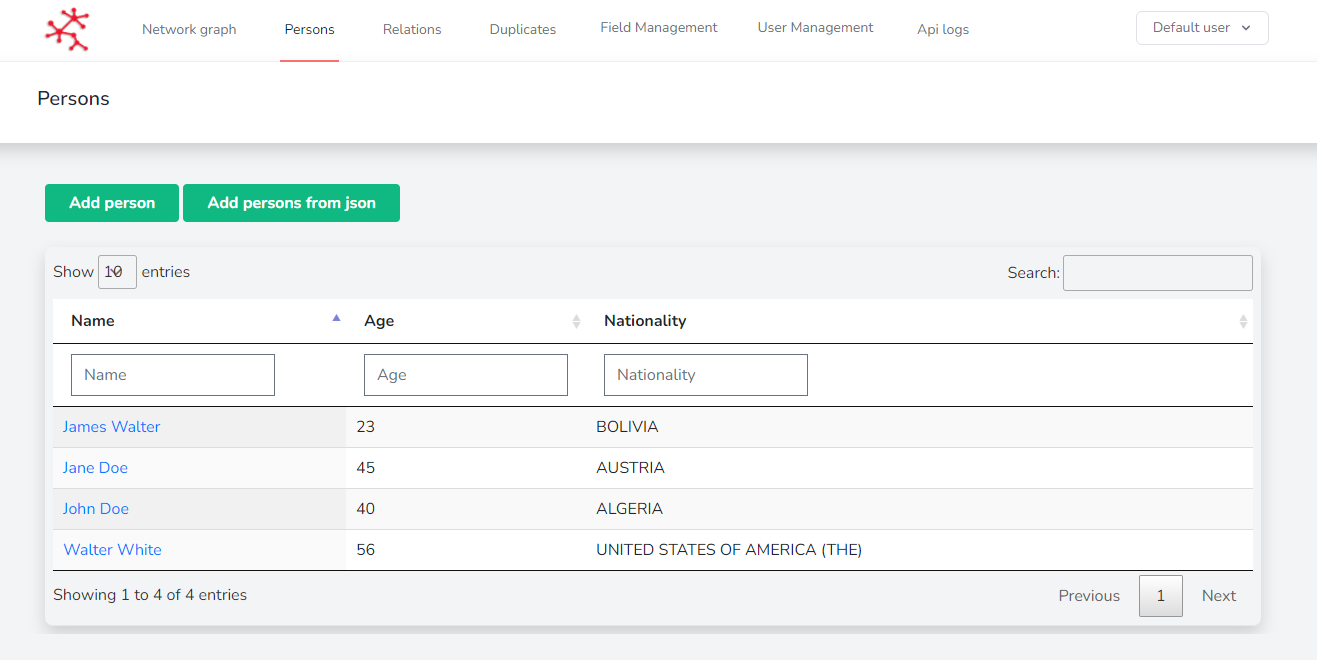 Network graph Persons Relations Duplicates Field Management User Management Api logs Default user
Persons
Add person Add persons from json
Show 10 entries Search:
Name Age Nationality
Name Age Nationality
James Walter 23 BOLIVIA
Jane Doe 45 AUSTRIA
John Doe 40 ALGERIA
Walter White 56 UNITED STATES OF AMERICA (THE)
Showing 1 to 4 of 4 entries Previous 1 Next